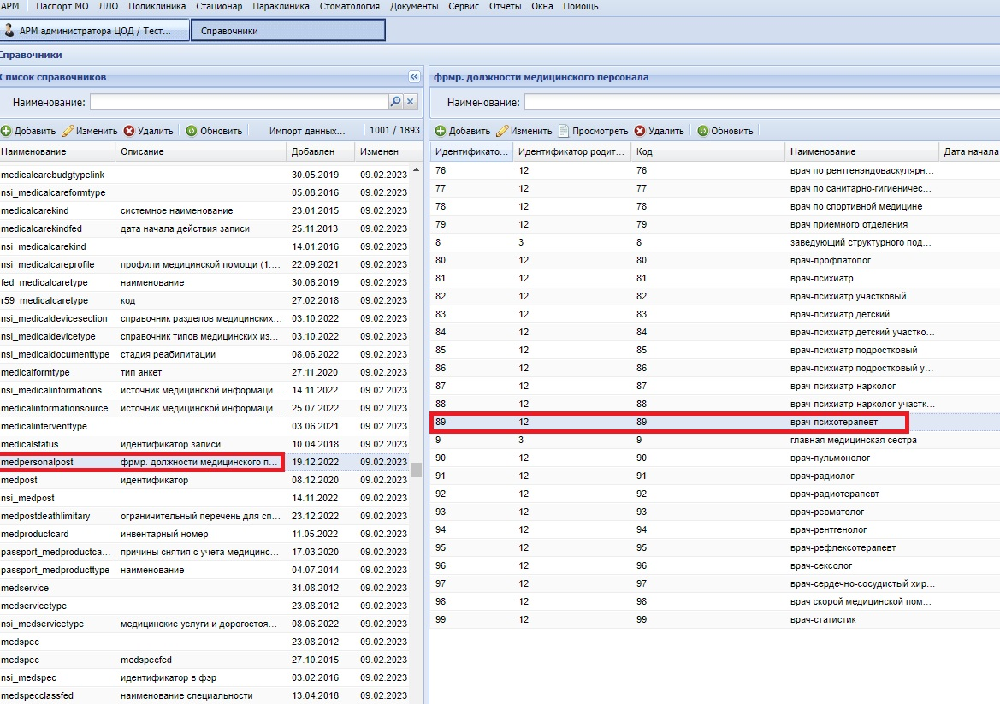 АРМ Паспорт МО ЛЛО Поликлиника Стационар Параклиника Стоматология Документы Сервис Отчеты Окна Помощь
АРМ администратора ЦОД / Тест... Справочники
Справочники
Список справочников
Наименование:
Добавить Изменить Удалить Обновить Импорт данных... 1001 / 1893
Наименование Описание Добавлен Изменен
medicalcarebudgtypelink 30.05.2019 09.02.2023
nsi_medicalcareformtype 05.08.2016 09.02.2023
medicalcarekind системное наименование 23.01.2015 09.02.2023
medicalcarekindfed дата начала действия записи 25.11.2013 09.02.2023
nsi_medicalcarekind 14.01.2016 09.02.2023
nsi_medicalcareprofile профили медицинской помощи (1.... 22.09.2021 09.02.2023
fed_medicalcaretype наименование 30.06.2019 09.02.2023
r59_medicalcaretype код 27.02.2018 09.02.2023
nsi_medicaldevicesection справочник разделов медицинских... 03.10.2022 09.02.2023
nsi_medicaldevicetype справочник типов медицинских из... 03.10.2022 09.02.2023
nsi_medicaldocumenttype стадия реабилитации 08.06.2022 09.02.2023
medicalformtype тип анкет 27.11.2020 09.02.2023
nsi_medicalinformations... источник медицинской информаци... 14.11.2022 09.02.2023
medicalinformationsource источник медицинской информаци... 25.07.2022 09.02.2023
medicalinterventtype 03.06.2021 09.02.2023
medicalstatus идентификатор записи 10.04.2018 09.02.2023
medpersonalpost фрмр. должности медицинского п... 19.12.2022 09.02.2023
medpost идентификатор 08.12.2020 09.02.2023
nsi_medpost 14.11.2022 09.02.2023
medpostdeathlimitary ограничительный перечень для сп... 23.12.2022 09.02.2023
medproductcard инвентарный номер 11.05.2022 09.02.2023
passport_medproductca... причины снятия с учета медицинс... 17.03.2020 09.02.2023
passport_medproducttype наименование 04.07.2014 09.02.2023
medservice 31.08.2012 09.02.2023
medservicetype 23.08.2012 09.02.2023
nsi_medservicetype медицинские услуги и дорогостоя... 08.06.2022 09.02.2023
medspec 23.08.2012 09.02.2023
medspec medspecfed 27.10.2015 09.02.2023
nsi_medspec идентификатор в фэр 03.02.2016 09.02.2023
medspecclassfed наименование специальности 13.04.2018 09.02.2023
фрмр. должности медицинского персонала
Наименование:
Добавить Изменить Просмотреть Удалить Обновить
Идентификато... Идентификатор родит... Код Наименование Дата начала
76 12 76 врач по рентгенэндоваскулярн...
77 12 77 врач по санитарно-гигиеничес...
78 12 78 врач по спортивной медицине
79 12 79 врач приемного отделения
8 3 8 заведующий структурного под...
80 12 80 врач-профпатолог
81 12 81 врач-психиатр
82 12 82 врач-психиатр участковый
83 12 83 врач-психиатр детский
84 12 84 врач-психиатр детский участко...
85 12 85 врач-психиатр подростковый
86 12 86 врач-психиатр подростковый у...
87 12 87 врач-психиатр-нарколог
88 12 88 врач-психиатр-нарколог участк...
89 12 89 врач-психотерапевт
9 3 9 главная медицинская сестра
90 12 90 врач-пульмонолог
91 12 91 врач-радиолог
92 12 92 врач-радиотерапевт
93 12 93 врач-ревматолог
94 12 94 врач-рентгенолог
95 12 95 врач-рефлексотерапевт
96 12 96 врач-сексолог
97 12 97 врач-сердечно-сосудистый хир...
98 12 98 врач скорой медицинской пом...
99 12 99 врач-статистик